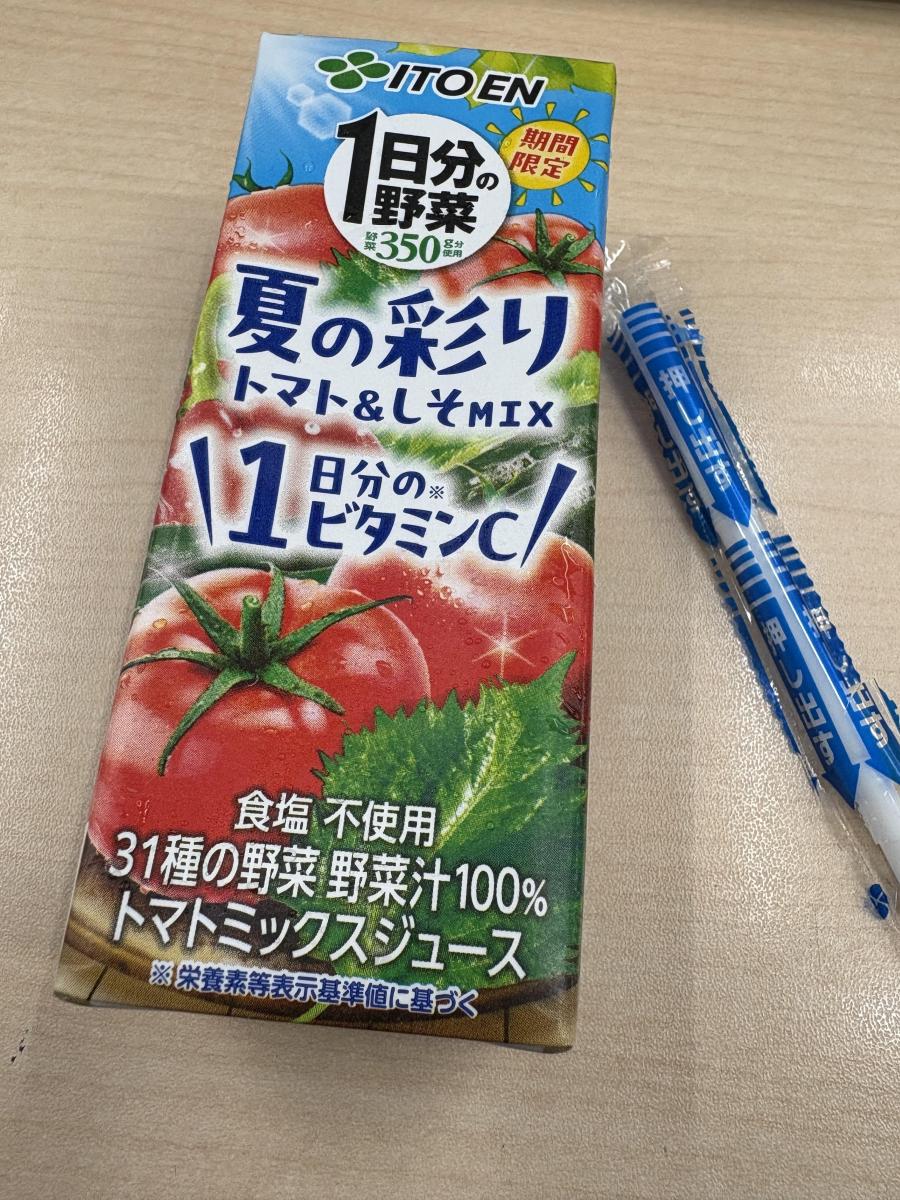 ITO EN
1日分の
野菜
野菜350g分使用
期間
限定
夏の彩り
トマト&しそMIX
1日分の※
ビタミンC
食塩 不使用
31種の野菜 野菜汁100%
トマトミックスジュース
※ 栄養素等表示基準値に基づく
押し出す
押し出す